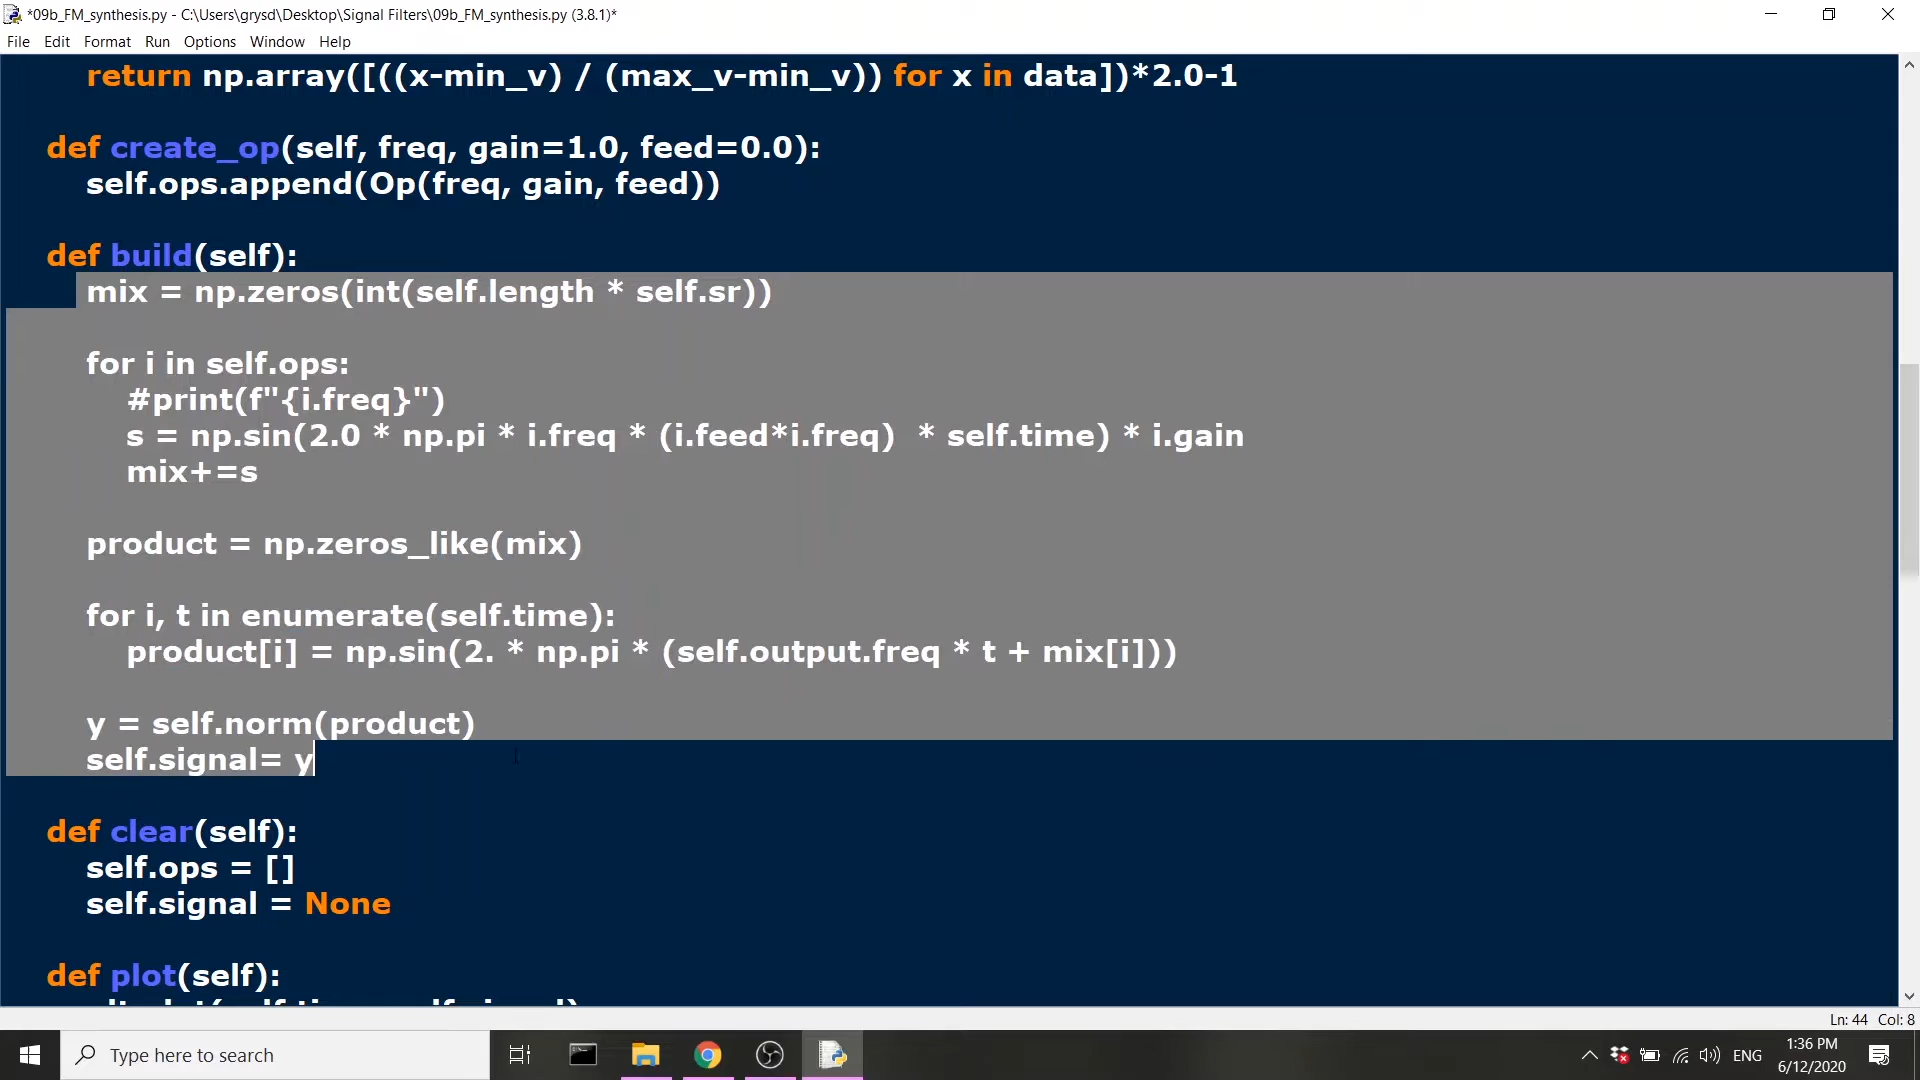 *09b_FM_synthesis.py - C:\Users\grysd\Desktop\Signal Filters\09b_FM_synthesis.py (3.8.1)*
File Edit Format Run Options Window Help
return np.array([((x-min_v) / (max_v-min_v)) for x in data])*2.0-1
def create_op(self, freq, gain=1.0, feed=0.0):
self.ops.append(Op(freq, gain, feed))
def build(self):
mix = np.zeros(int(self.length * self.sr))
for i in self.ops:
#print(f"{i.freq}")
s = np.sin(2.0 * np.pi * i.freq * (i.feed*i.freq)  * self.time) * i.gain
mix+=s
product = np.zeros_like(mix)
for i, t in enumerate(self.time):
product[i] = np.sin(2. * np.pi * (self.output.freq * t + mix[i]))
y = self.norm(product)
self.signal= y
def clear(self):
self.ops = []
self.signal = None
def plot(self):
Ln: 44 Col: 8
Type here to search
ENG
1:36 PM
6/12/2020